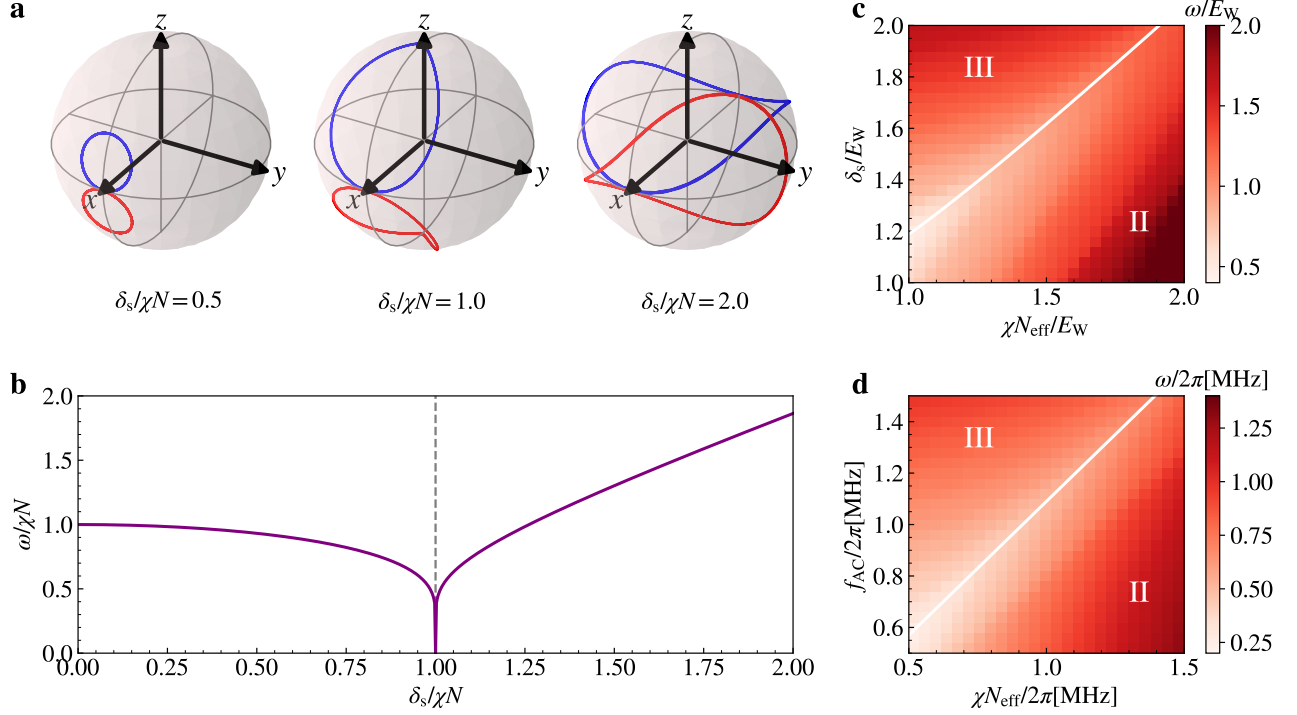 a
z
y
x
δs/χN = 0.5
z
y
x
δs/χN = 1.0
z
y
x
δs/χN = 2.0
b
ω/χN
2.0
1.5
1.0
0.5
0.0
0.00 0.25 0.50 0.75 1.00 1.25 1.50 1.75 2.00
δs/χN
c
ω/EW
δs/EW
2.0
1.8
1.6
1.4
1.2
1.0
III
II
1.0 1.5 2.0
χNeff/EW
2.0
1.5
1.0
0.5
d
ω/2π[MHz]
fAC/2π[MHz]
1.4
1.2
1.0
0.8
0.6
III
II
0.5 1.0 1.5
χNeff/2π[MHz]
1.25
1.00
0.75
0.50
0.25